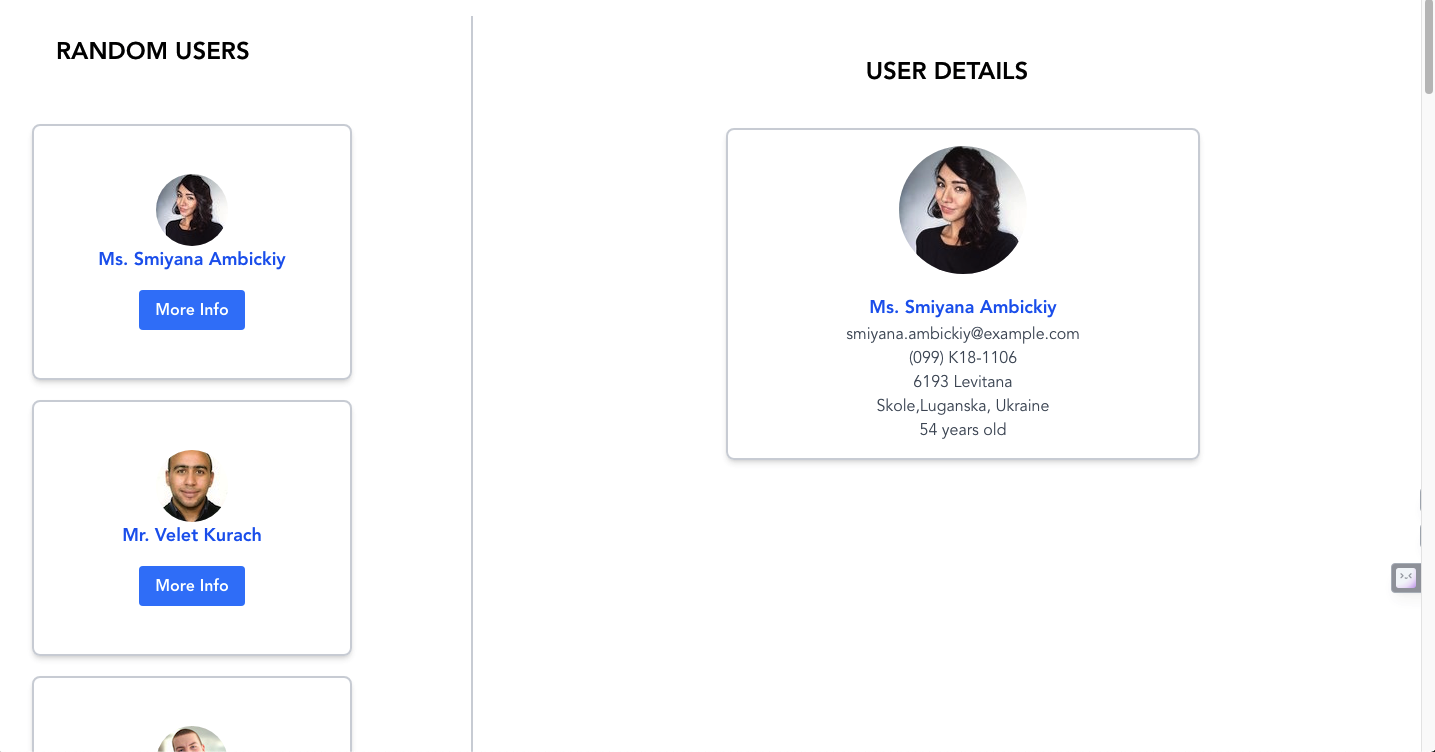 RANDOM USERS
Ms. Smiyana Ambickiy
More Info
Mr. Velet Kurach
More Info
USER DETAILS
Ms. Smiyana Ambickiy
smiyana.ambickiy@example.com
(099) K18-1106
6193 Levitana
Skole,Luganska, Ukraine
54 years old